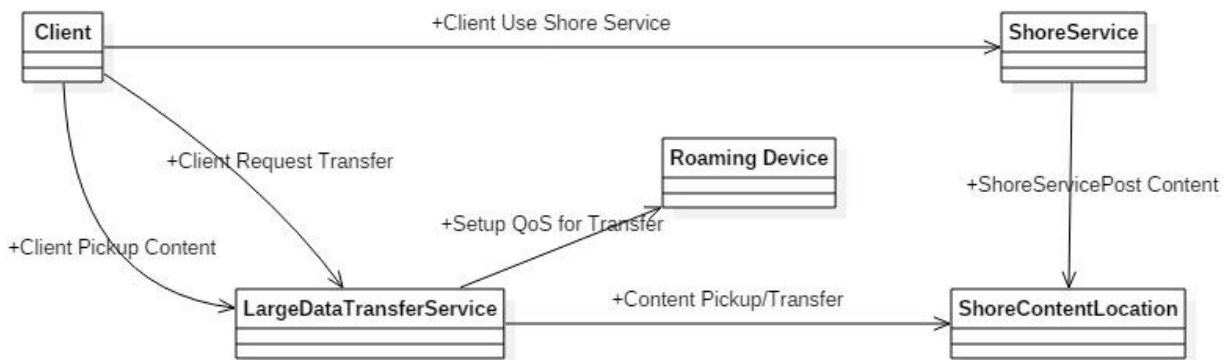 +Client Use Shore Service
Client
ShoreService
Roaming Device
+Client Request Transfer
+ShoreServicePost Content
+Setup QoS for Transfer
+Client Pickup Content
+Content Pickup/Transfer
LargeDataTransferService
ShoreContentLocation